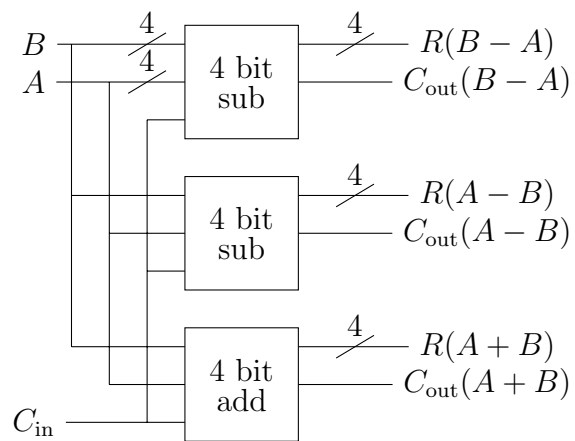 B 4 4 R(B − A)
A 4 C_out(B − A)
4 bit
sub
4 R(A − B)
4 bit
sub
C_out(A − B)
4 R(A + B)
4 bit
add
C_out(A + B)
C_in